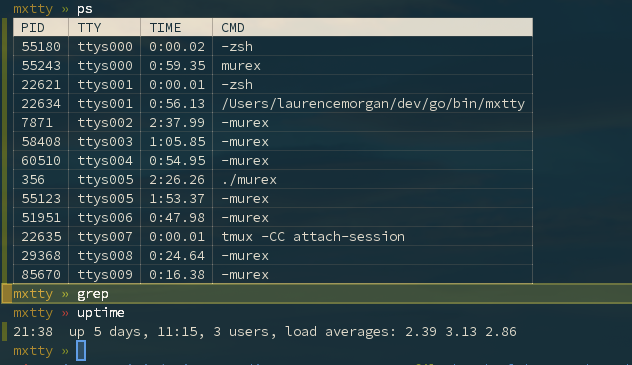 mxtty » ps
PID TTY TIME CMD
55180 ttys000 0:00.02 -zsh
55243 ttys000 0:59.35 murex
22621 ttys001 0:00.01 -zsh
22634 ttys001 0:56.13 /Users/laurencemorgan/dev/go/bin/mxtty
7871 ttys002 2:37.99 -murex
58408 ttys003 1:05.85 -murex
60510 ttys004 0:54.95 -murex
356 ttys005 2:26.26 ./murex
55123 ttys005 1:53.37 -murex
51951 ttys006 0:47.98 -murex
22635 ttys007 0:00.01 tmux -CC attach-session
29368 ttys008 0:24.64 -murex
85670 ttys009 0:16.38 -murex
mxtty » grep
mxtty » uptime
21:38  up 5 days, 11:15, 3 users, load averages: 2.39 3.13 2.86
mxtty »